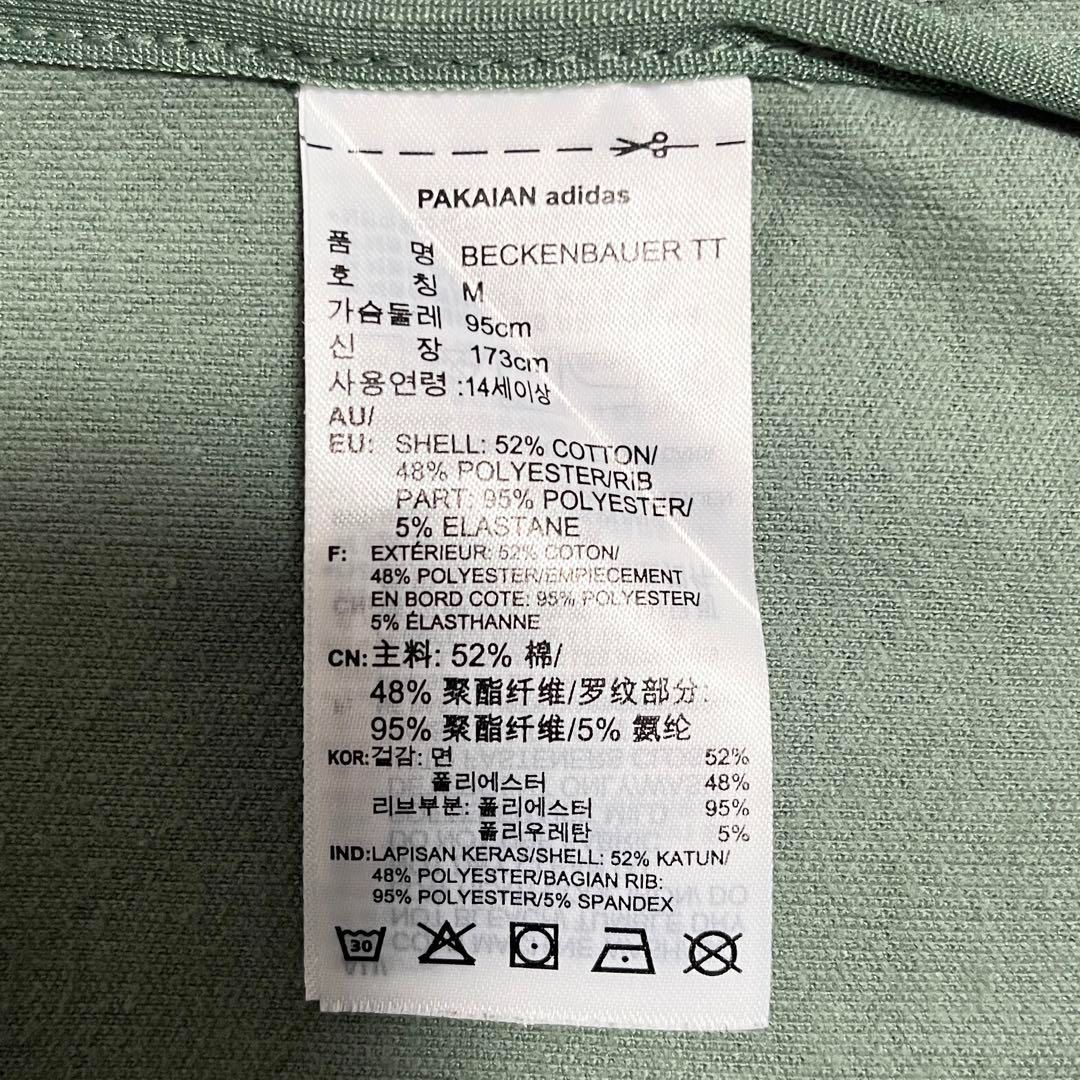 PAKAIAN adidas
품 명 BECKENBAUER TT
호 칭 M
가슴둘레 95cm
신 장 173cm
사용연령 :14세이상
AU/
EU: SHELL: 52% COTTON/
48% POLYESTER/RIB
PART: 95% POLYESTER/
5% ELASTANE
F: EXTÉRIEUR: 52% COTON/
48% POLYESTER/EMPIECEMENT
EN BORD COTE: 95% POLYESTER/
5% ÉLASTHANNE
CN: 主料: 52% 棉/
48% 聚酯纤维/罗纹部分:
95% 聚酯纤维/5% 氨纶
KOR: 겉감: 면 52%
폴리에스터 48%
리브부분: 폴리에스터 95%
폴리우레탄 5%
IND: LAPISAN KERAS/SHELL: 52% KATUN/
48% POLYESTER/BAGIAN RIB:
95% POLYESTER/5% SPANDEX
30